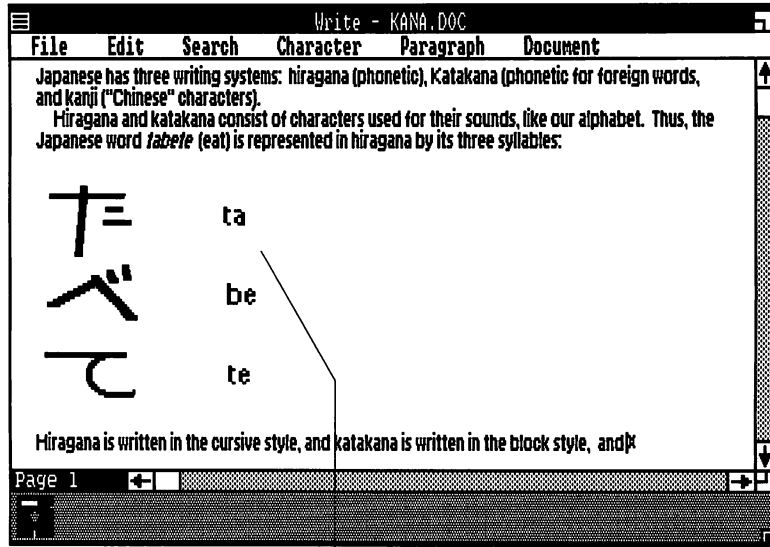 Write - KANA.DOC
File Edit Search Character Paragraph Document
Japanese has three writing systems: hiragana (phonetic), Katakana (phonetic for foreign words,
and kanji ("Chinese" characters).
Hiragana and katakana consist of characters used for their sounds, like our alphabet. Thus, the
Japanese word tabete (eat) is represented in hiragana by its three syllables:
た ta
べ be
て te
Hiragana is written in the cursive style, and katakana is written in the block style, and
Page 1